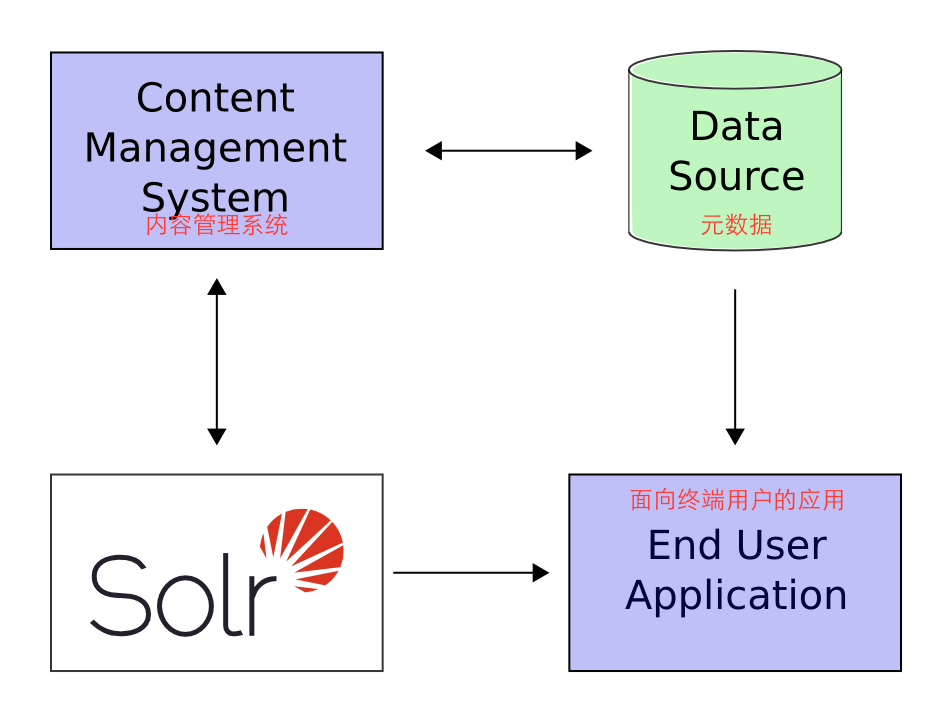 Content
Management
System
内容管理系统
Data
Source
元数据
Solr
面向终端用户的应用
End User
Application